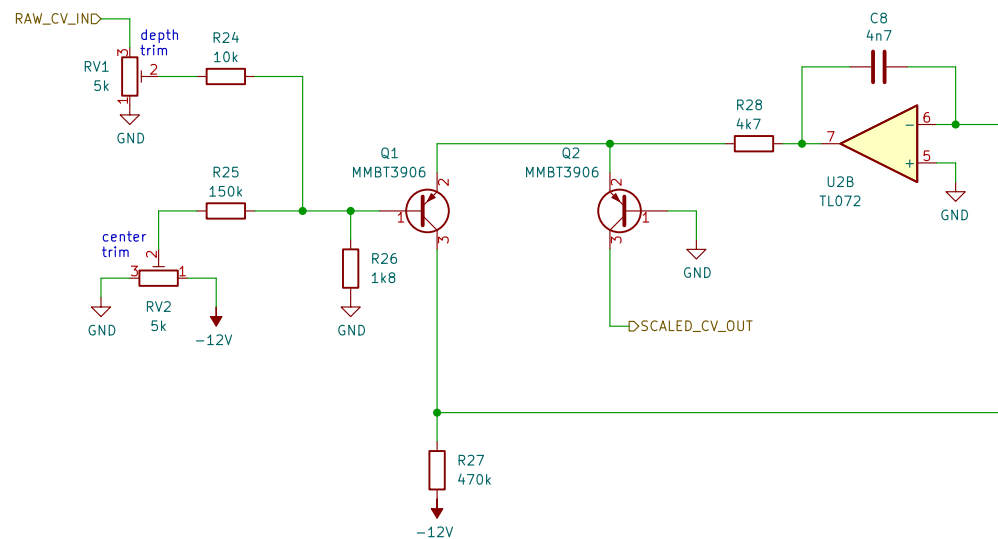 RAW_CV_IN
depth
trim
3
RV1
5k
2
1
GND
R24
10k
R25
150k
center
trim
2
3
1
GND
RV2
5k
-12V
R26
1k8
GND
Q1
MMBT3906
2
1
3
Q2
MMBT3906
2
1
3
GND
SCALED_CV_OUT
R28
4k7
C8
4n7
7
6
5
-
+
U2B
TL072
GND
R27
470k
-12V